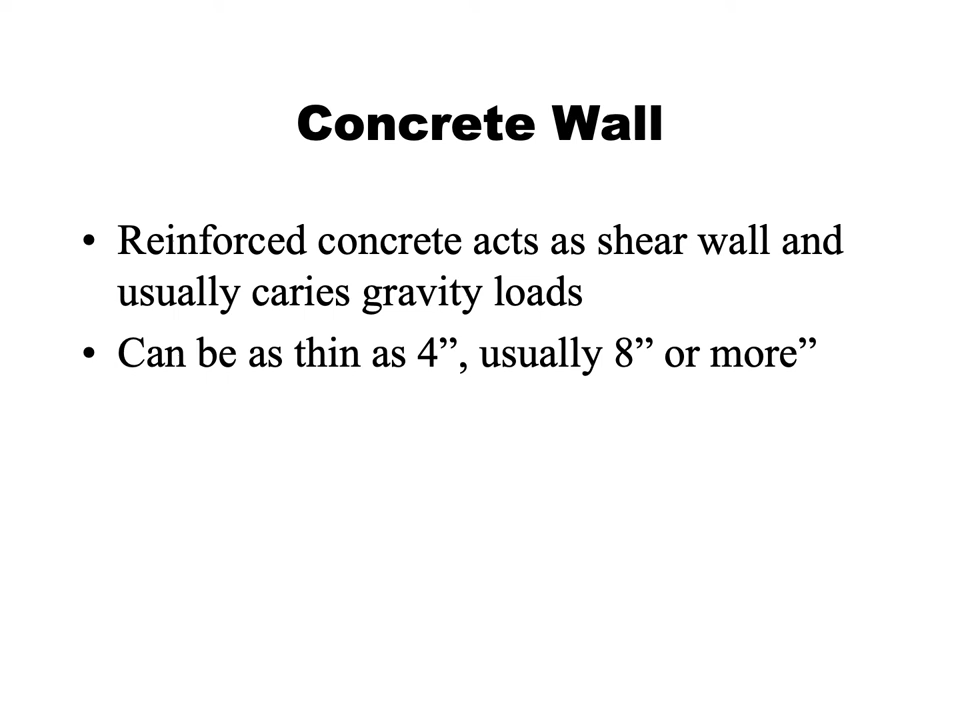 Concrete Wall
• Reinforced concrete acts as shear wall and
usually caries gravity loads
• Can be as thin as 4”, usually 8” or more”